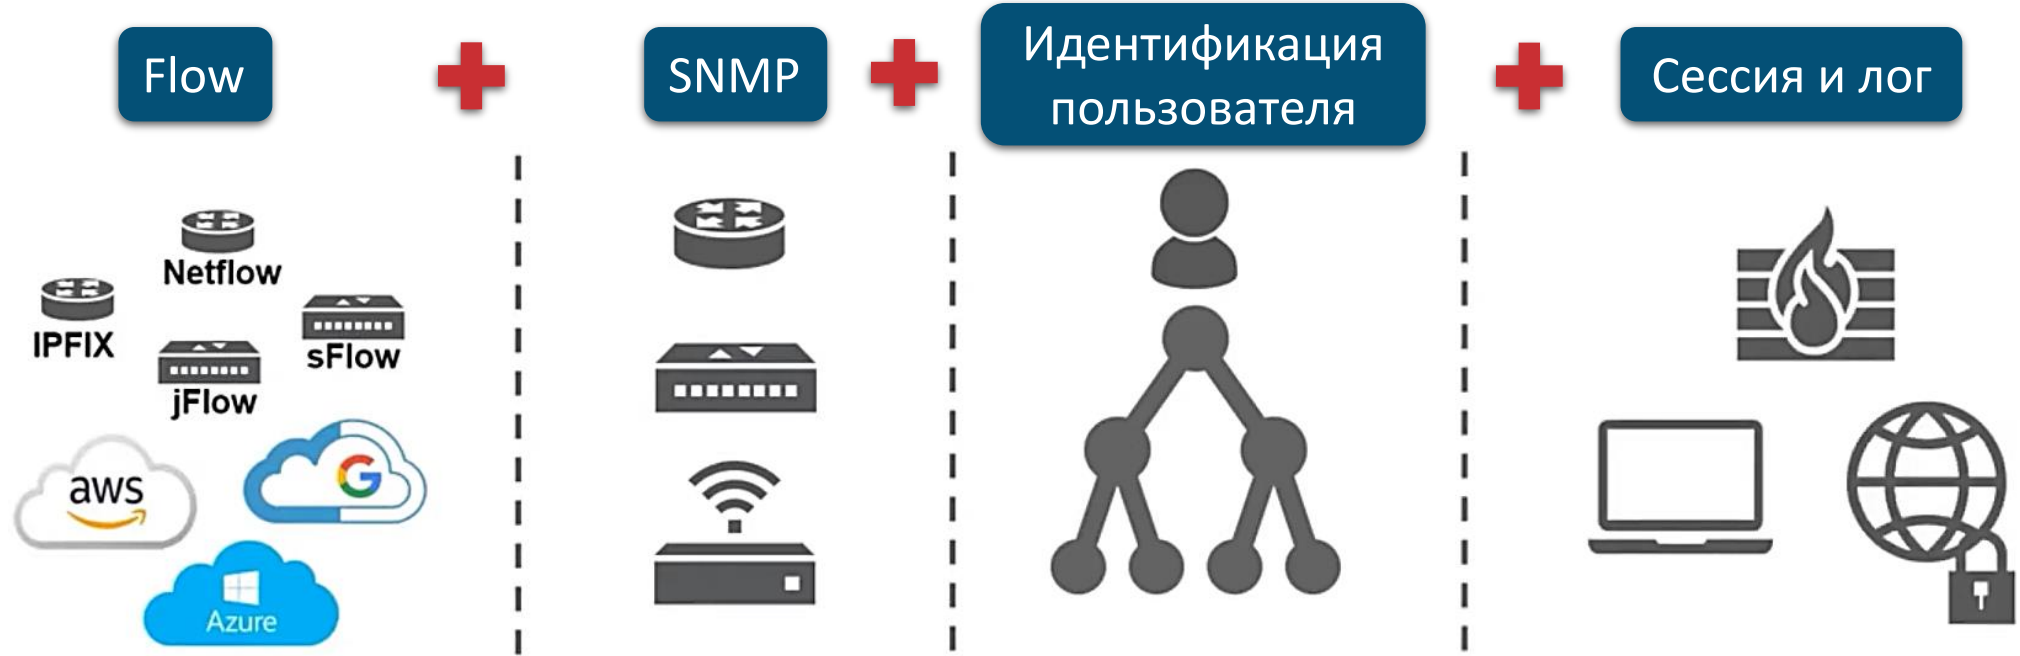 Flow
SNMP
Идентификация
пользователя
Сессия и лог
Netflow
IPFIX
sFlow
jFlow
aws
G
Azure